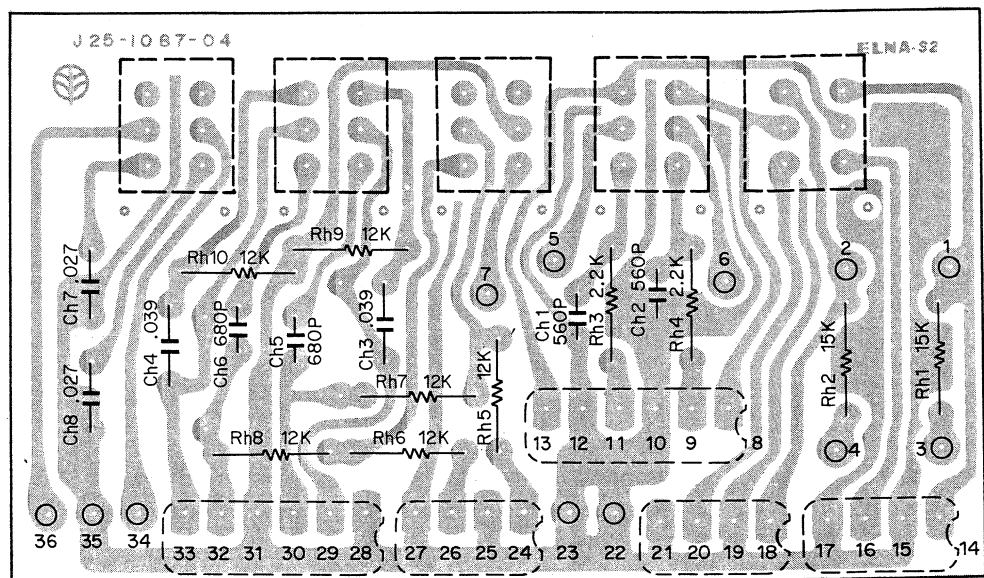 J25-1087-04
ELNA-S2
5
1
2
6
7
Rh9 12K
Rh10 12K
Ch7 .027
Ch4 .039
Ch6 680P
Ch5 680P
Ch3 .039
Ch1 560P
Rh3 2.2K
Ch2 560P
Rh4 2.2K
Rh2 15K
Rh1 15K
Ch8 .027
Rh7 12K
Rh5 12K
Rh8 12K
Rh6 12K
13 12 11 10 9 8
4
3
36 35 34 33 32 31 30 29 28 27 26 25 24 23 22 21 20 19 18 17 16 15 14